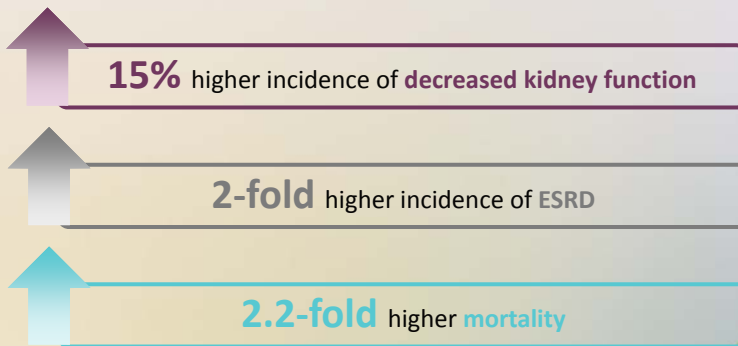 15% higher incidence of decreased kidney function
2-fold higher incidence of ESRD
2.2-fold higher mortality